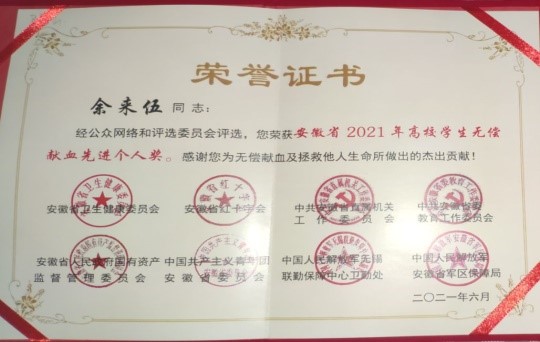 荣誉证书
余来伍 同志：
经公众网络和评选委员会评选，您荣获安徽省2021年高校学生无偿
献血先进个人奖。感谢您为无偿献血及拯救他人生命所做出的杰出贡献！
安徽省卫生健康委员会 安徽省红十字会 中共安徽省直属机关 中共安徽省委
工作委员会 教育工作委员会
安徽省人民政府国有资产 中国共产主义青年团 中国人民解放军无锡 中国人民解放军
监督管理委员会 安徽省委员会 联勤保障中心卫勤处 安徽省军区保障局
二〇二一年六月